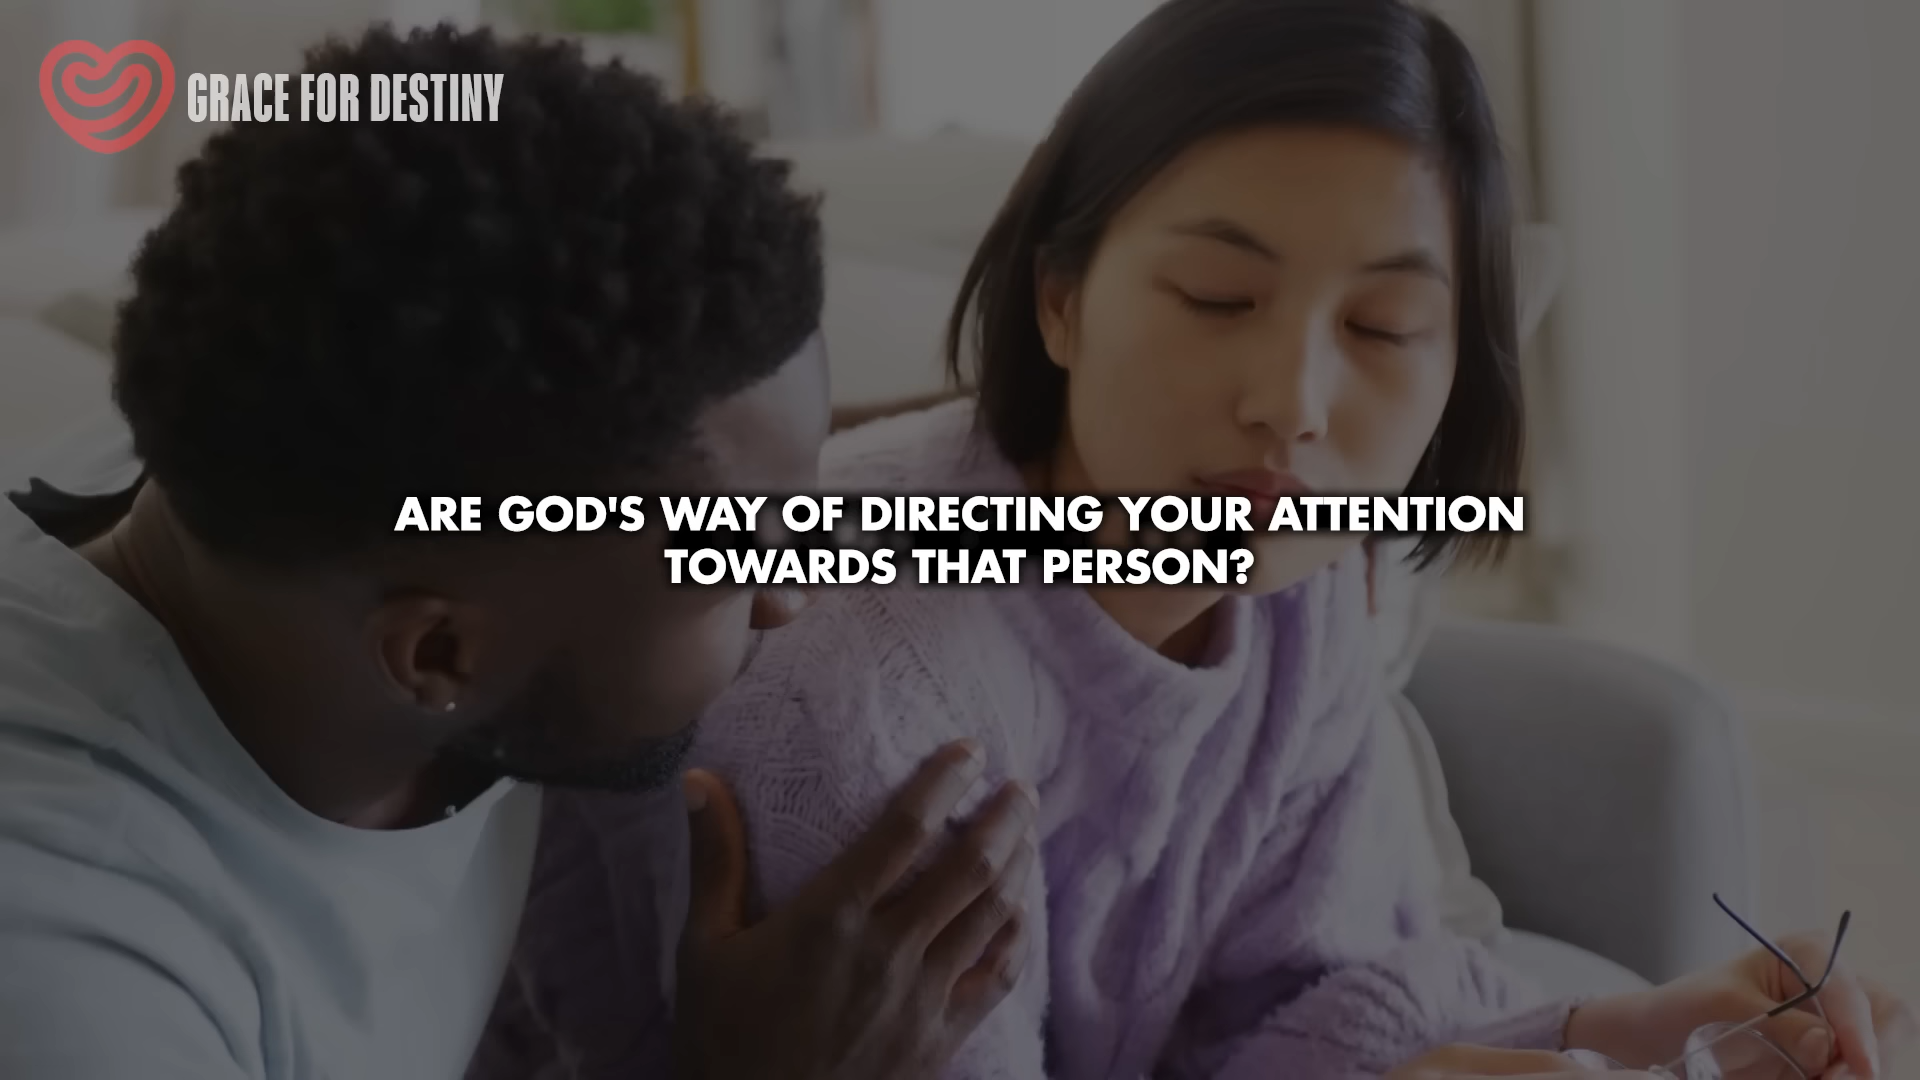 GRACE FOR DESTINY
ARE GOD'S WAY OF DIRECTING YOUR ATTENTION
TOWARDS THAT PERSON?